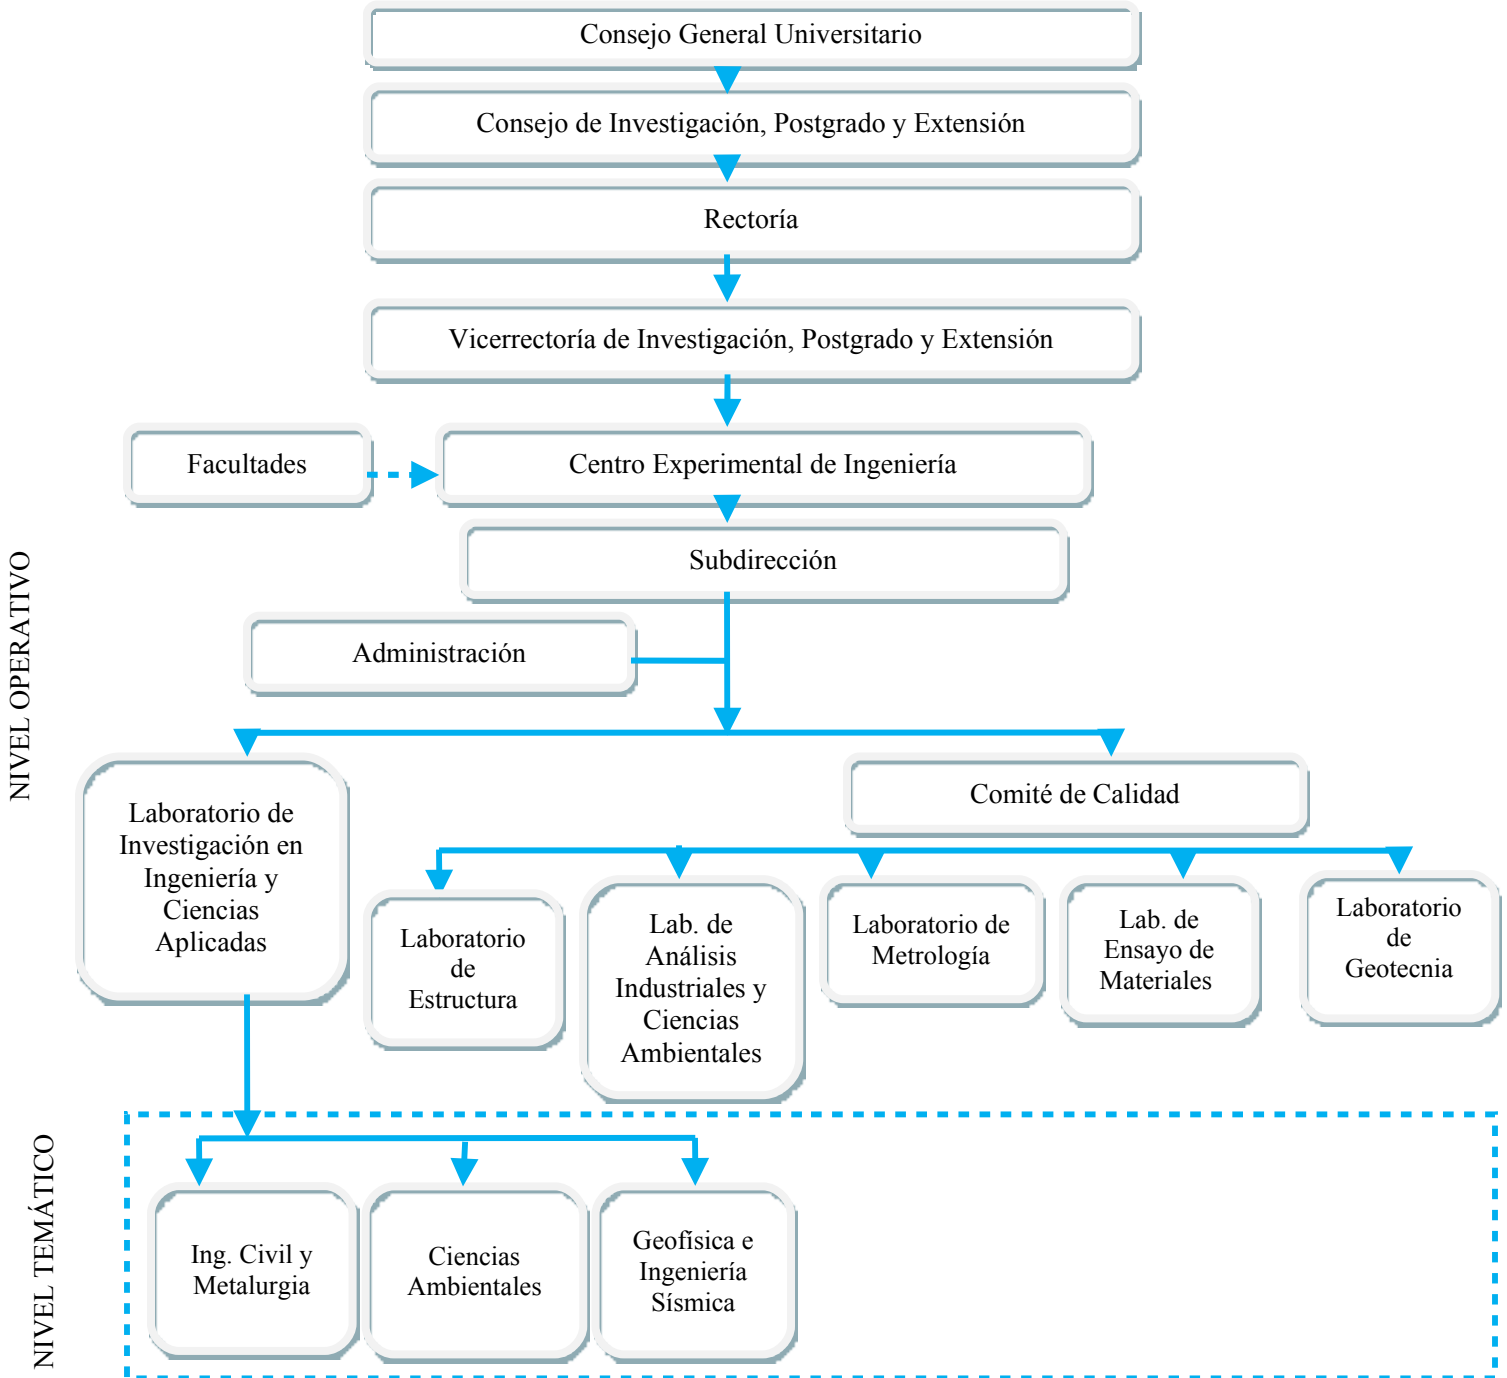 Consejo General Universitario
Consejo de Investigación, Postgrado y Extensión
Rectoría
Vicerrectoría de Investigación, Postgrado y Extensión
Facultades
Centro Experimental de Ingeniería
Subdirección
NIVEL OPERATIVO
Administración
Laboratorio de
Investigación en
Ingeniería y
Ciencias
Aplicadas
Comité de Calidad
Laboratorio
de
Estructura
Lab. de
Análisis
Industriales y
Ciencias
Ambientales
Laboratorio de
Metrología
Lab. de
Ensayo de
Materiales
Laboratorio
de
Geotecnia
NIVEL TEMÁTICO
Ing. Civil y
Metalurgia
Ciencias
Ambientales
Geofísica e
Ingeniería
Sísmica